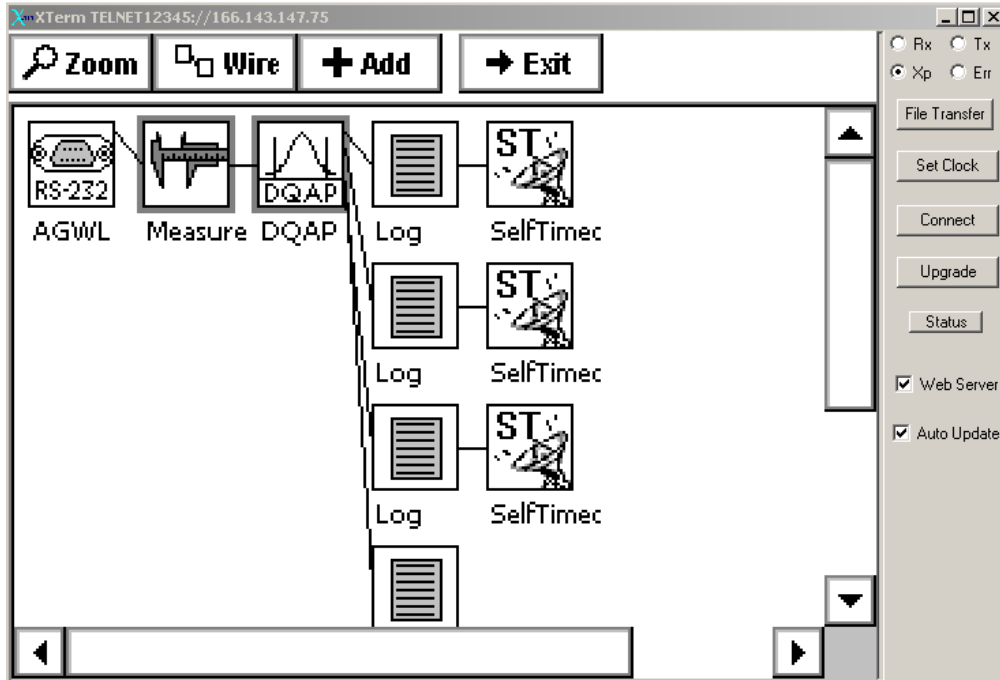 XTerm TELNET12345://166.143.147.75
Zoom Wire Add Exit
Rx Tx
Xp Err
File Transfer
Set Clock
Connect
Upgrade
Status
Web Server
Auto Update
RS-232
DQAP
ST
AGWL Measure DQAP Log SelfTimec
ST
Log SelfTimec
ST
Log SelfTimec